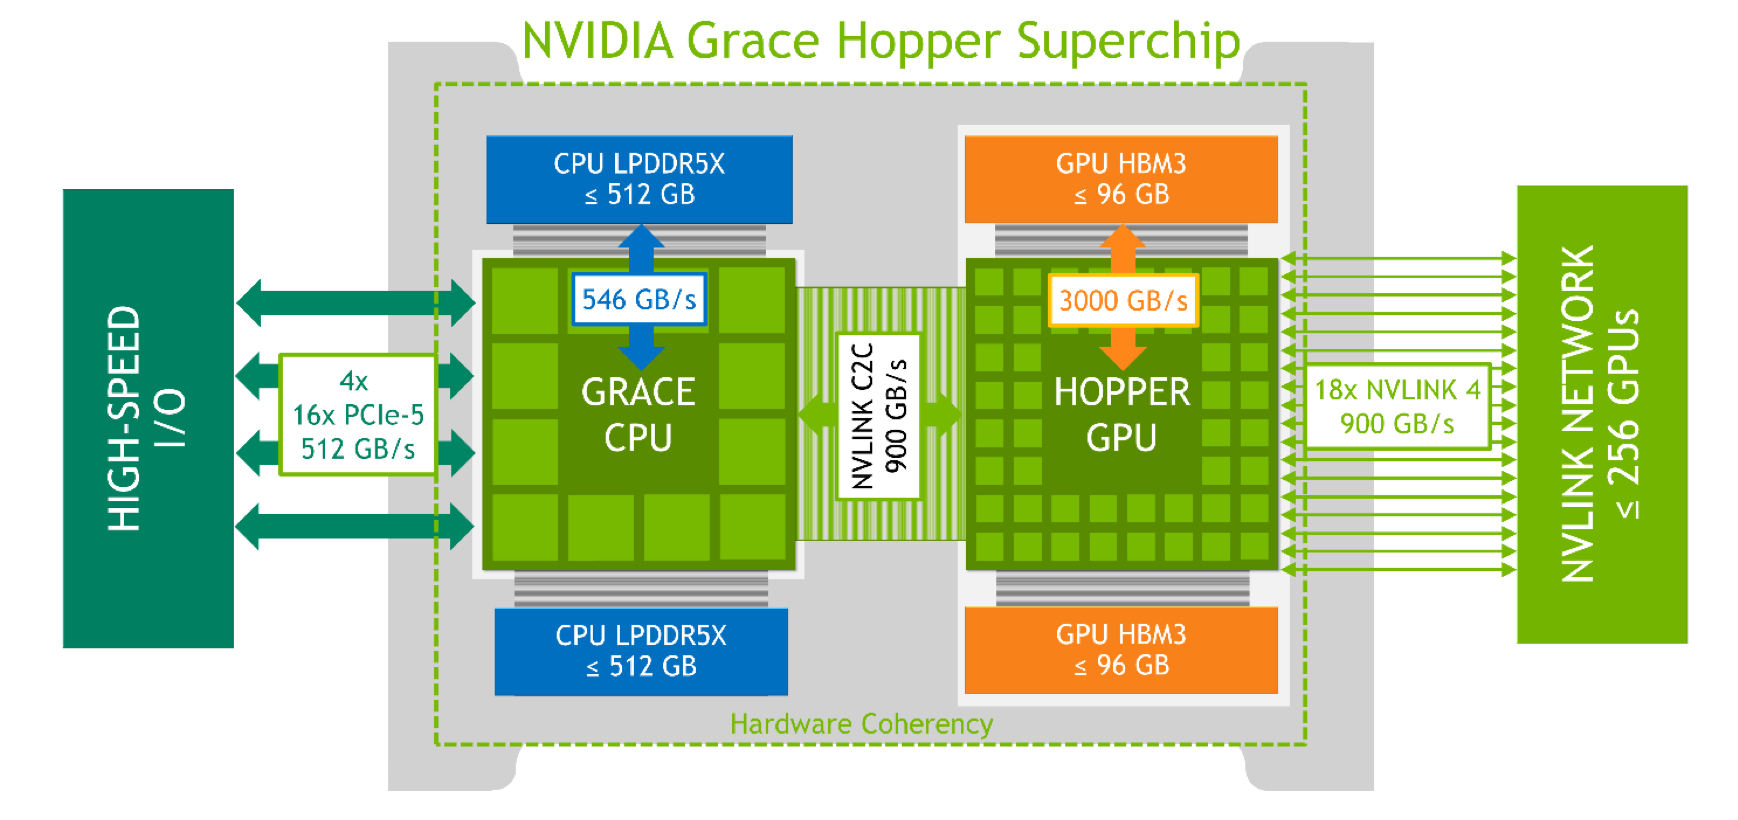 NVIDIA Grace Hopper Superchip
HIGH-SPEED
I/O
4x
16x PCIe-5
512 GB/s
CPU LPDDR5X
≤ 512 GB
546 GB/s
GRACE
CPU
CPU LPDDR5X
≤ 512 GB
NVLINK C2C
900 GB/s
GPU HBM3
≤ 96 GB
3000 GB/s
HOPPER
GPU
GPU HBM3
≤ 96 GB
18x NVLINK 4
900 GB/s
NVLINK NETWORK
≤ 256 GPUs
Hardware Coherency